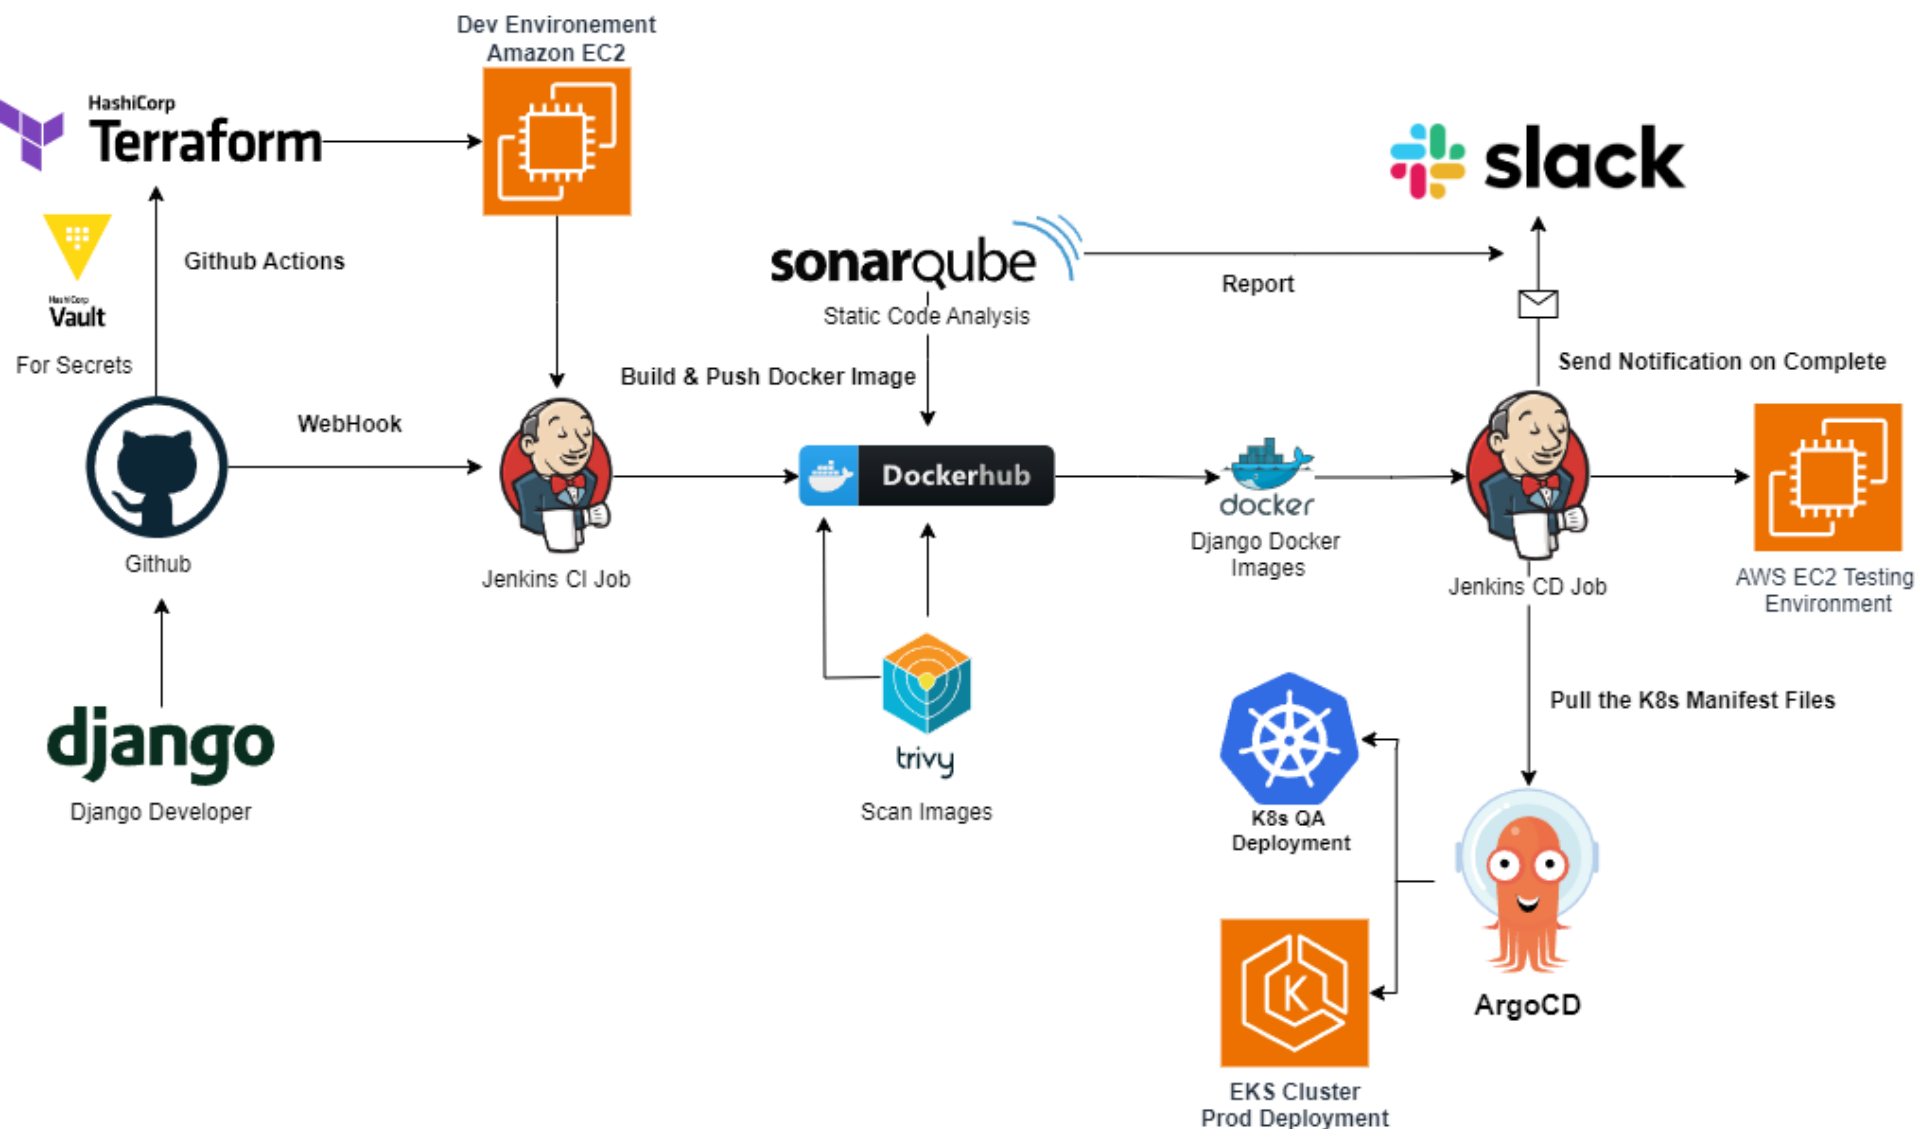 Dev Environement
Amazon EC2
HashiCorp
Terraform
slack
Github Actions
HashiCorp
Vault
For Secrets
sonarqube
Static Code Analysis
Report
Send Notification on Complete
Build & Push Docker Image
WebHook
Dockerhub
docker
Django Docker
Images
Github
Jenkins CI Job
Jenkins CD Job
AWS EC2 Testing
Environment
django
Django Developer
trivy
Scan Images
Pull the K8s Manifest Files
K8s QA
Deployment
K
ArgoCD
EKS Cluster
Prod Deployment